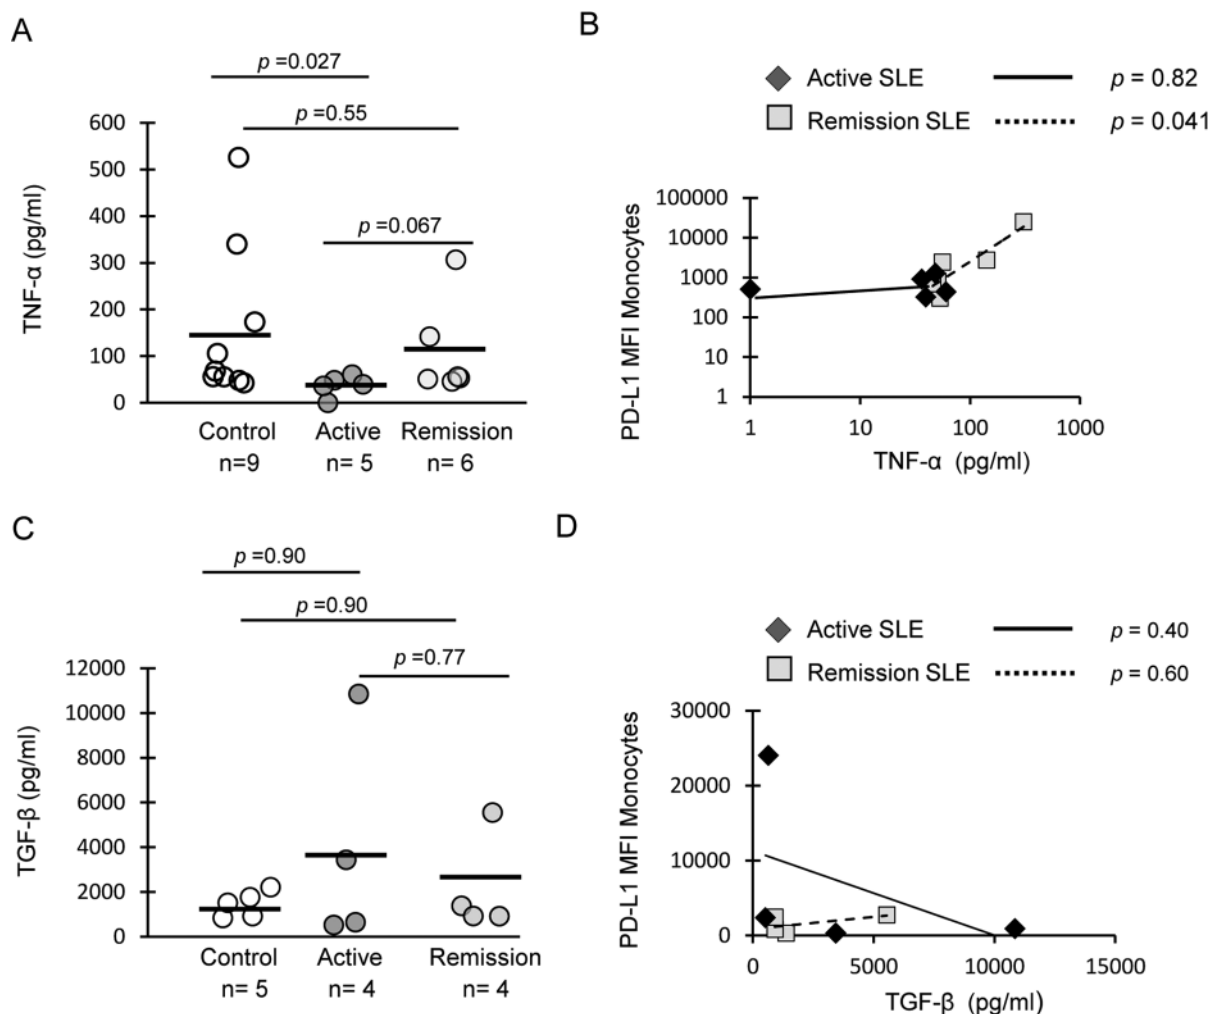 A
p =0.027
p =0.55
p =0.067
600
500
400
300
200
100
0
TNF-α (pg/ml)
Control
Active
Remission
n=9
n= 5
n= 6
B
Active SLE
p = 0.82
Remission SLE
p = 0.041
100000
10000
1000
100
10
1
PD-L1 MFI Monocytes
1
10
100
1000
TNF-α (pg/ml)
C
p =0.90
p =0.90
p =0.77
12000
10000
8000
6000
4000
2000
0
TGF-β (pg/ml)
Control
Active
Remission
n= 5
n= 4
n= 4
D
Active SLE
p = 0.40
Remission SLE
p = 0.60
30000
20000
10000
0
PD-L1 MFI Monocytes
0
5000
10000
15000
TGF-β (pg/ml)